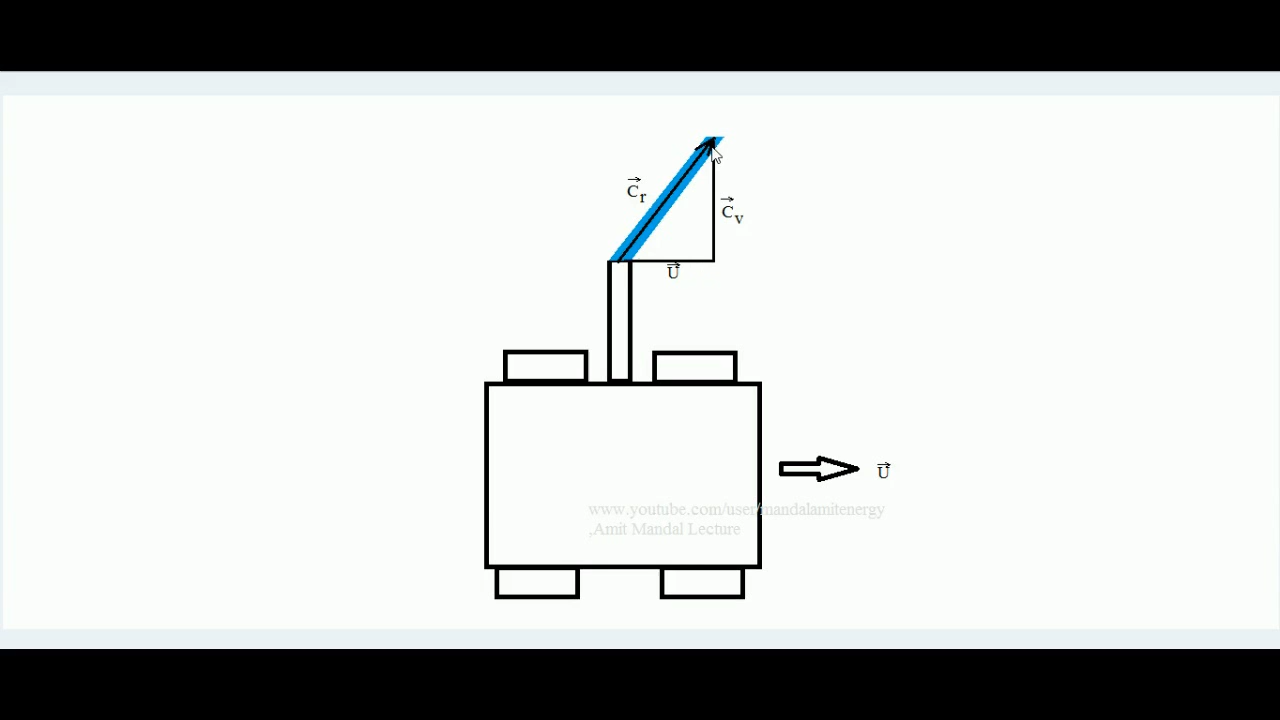 C⃗r
C⃗v
U⃗
U⃗
www.youtube.com/user/mandalamitenergy
,Amit Mandal Lecture